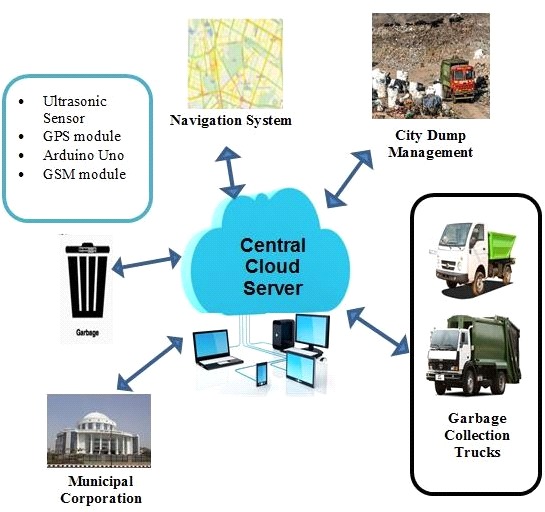 Navigation System
City Dump
Management
• Ultrasonic
Sensor
• GPS module
• Arduino Uno
• GSM module
Central
Cloud
Server
Garbage
Garbage
Collection
Trucks
Municipal
Corporation